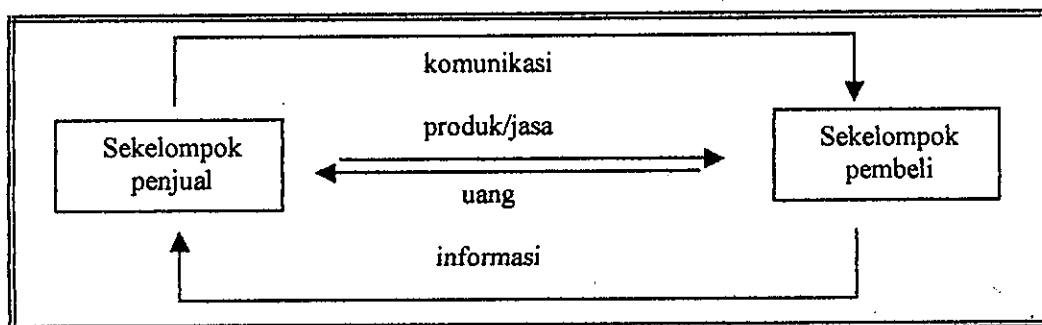 komunikasi
produk/jasa
Sekelompok
penjual
Sekelompok
pembeli
uang
informasi